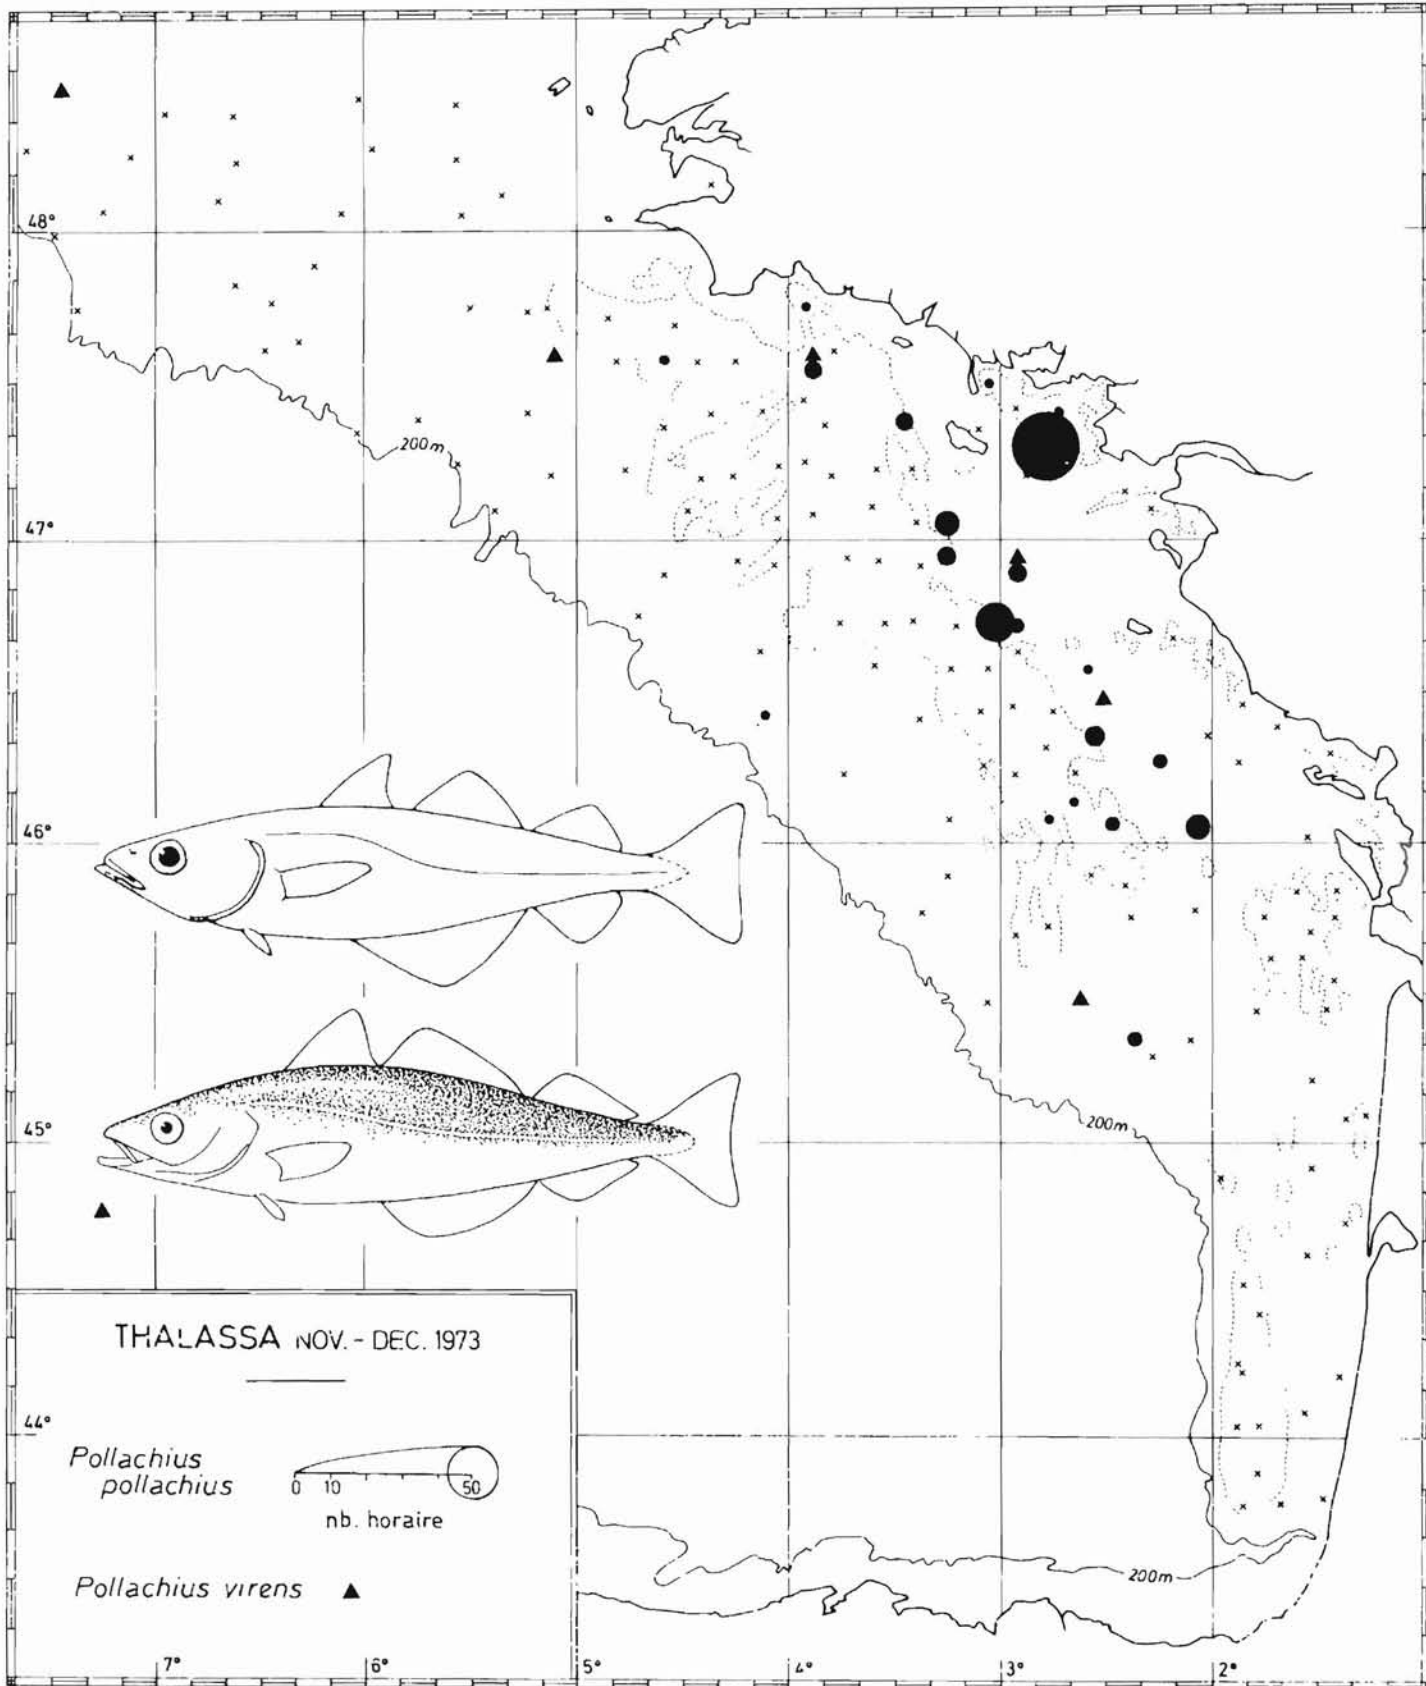 48°
200m
47°
46°
200m
45°
THALASSA NOV. - DEC. 1973
44°
Pollachius
pollachius
0 10 50
nb. horaire
200m
Pollachius virens
7° 6° 5° 4° 3° 2°